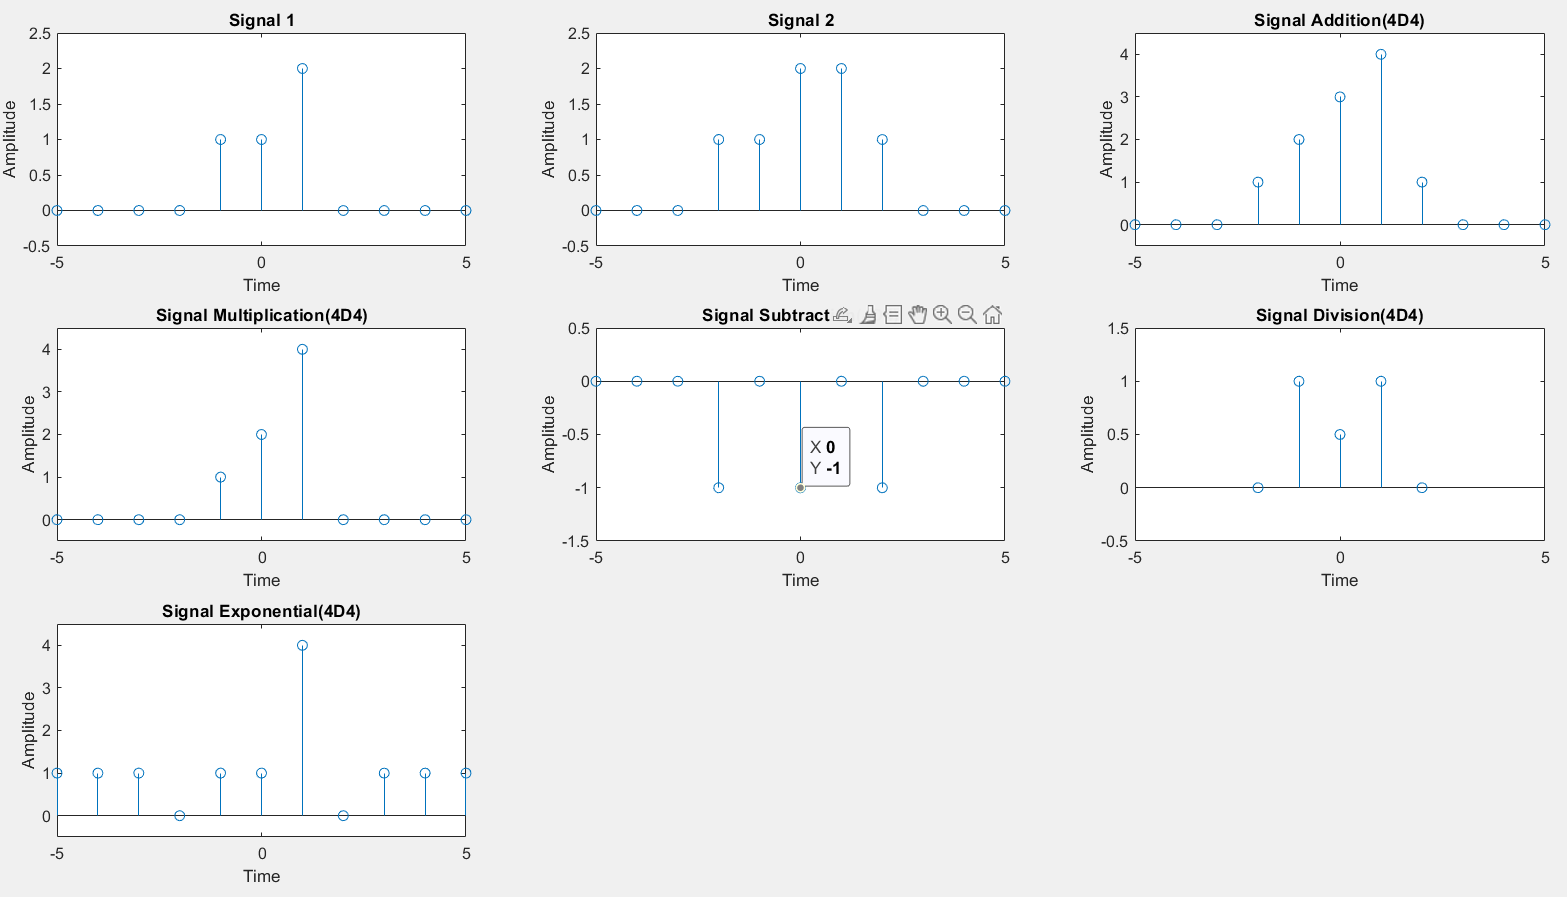 Signal 1
2.5
2
1.5
1
0.5
0
-0.5
-5 0 5
Time
Amplitude
Signal 2
2.5
2
1.5
1
0.5
0
-0.5
-5 0 5
Time
Amplitude
Signal Addition(4D4)
4
3
2
1
0
-5 0 5
Time
Amplitude
Signal Multiplication(4D4)
4
3
2
1
0
-5 0 5
Time
Amplitude
Signal Subtract
0.5
0
-0.5
-1
-1.5
X 0
Y -1
-5 0 5
Time
Amplitude
Signal Division(4D4)
1.5
1
0.5
0
-0.5
-5 0 5
Time
Amplitude
Signal Exponential(4D4)
4
3
2
1
0
-5 0 5
Time
Amplitude